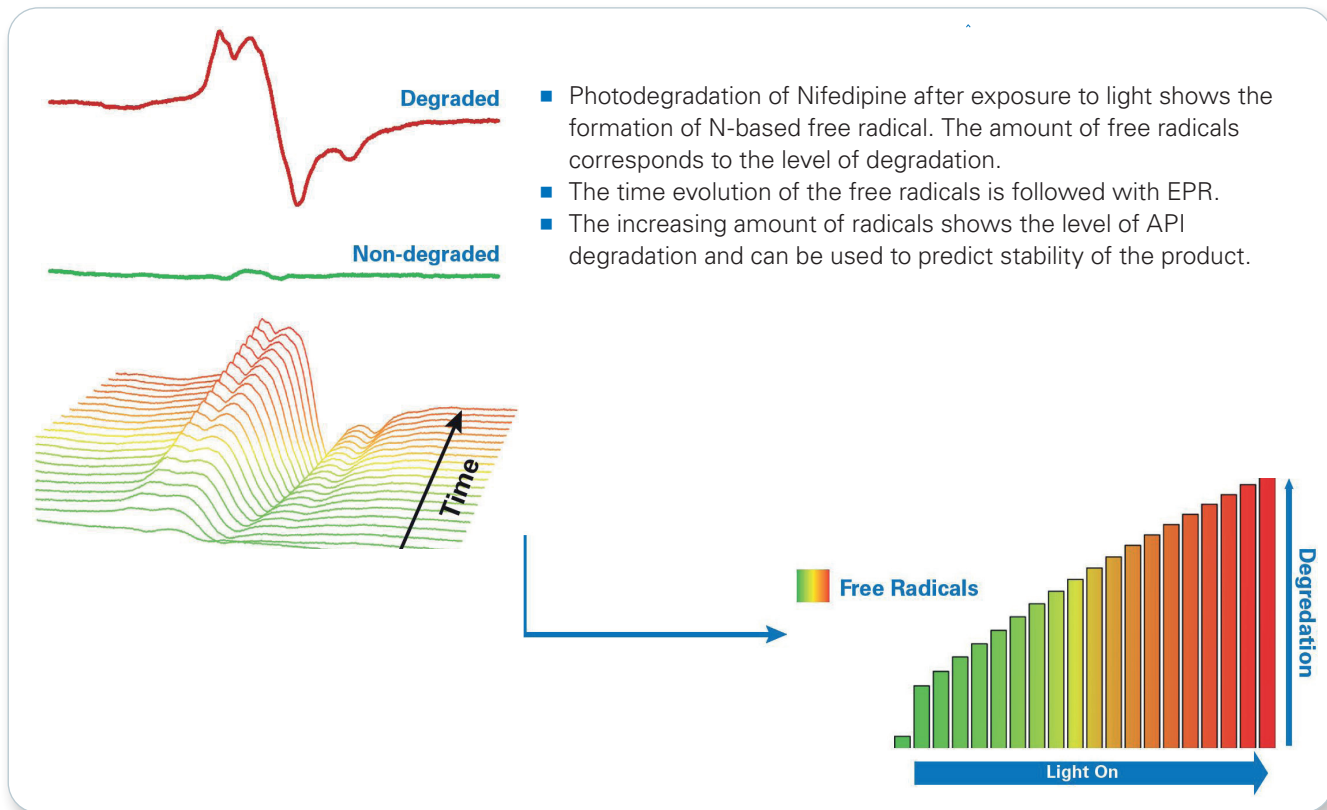 Degraded
■ Photodegradation of Nifedipine after exposure to light shows the
formation of N-based free radical. The amount of free radicals
corresponds to the level of degradation.
■ The time evolution of the free radicals is followed with EPR.
■ The increasing amount of radicals shows the level of API
degradation and can be used to predict stability of the product.
Non-degraded
Time
Free Radicals
Degredation
Light On